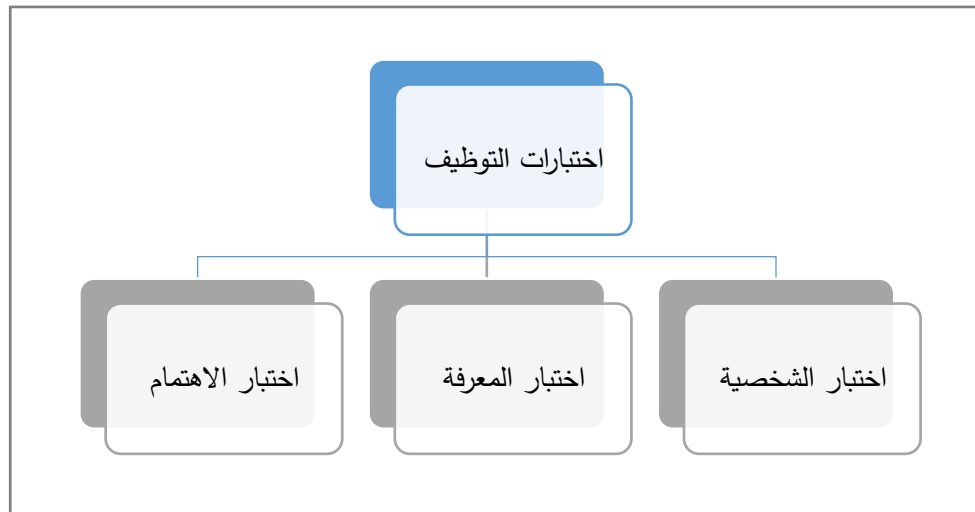 اختبارات التوظيف
اختبار الشخصية
اختبار المعرفة
اختبار الاهتمام